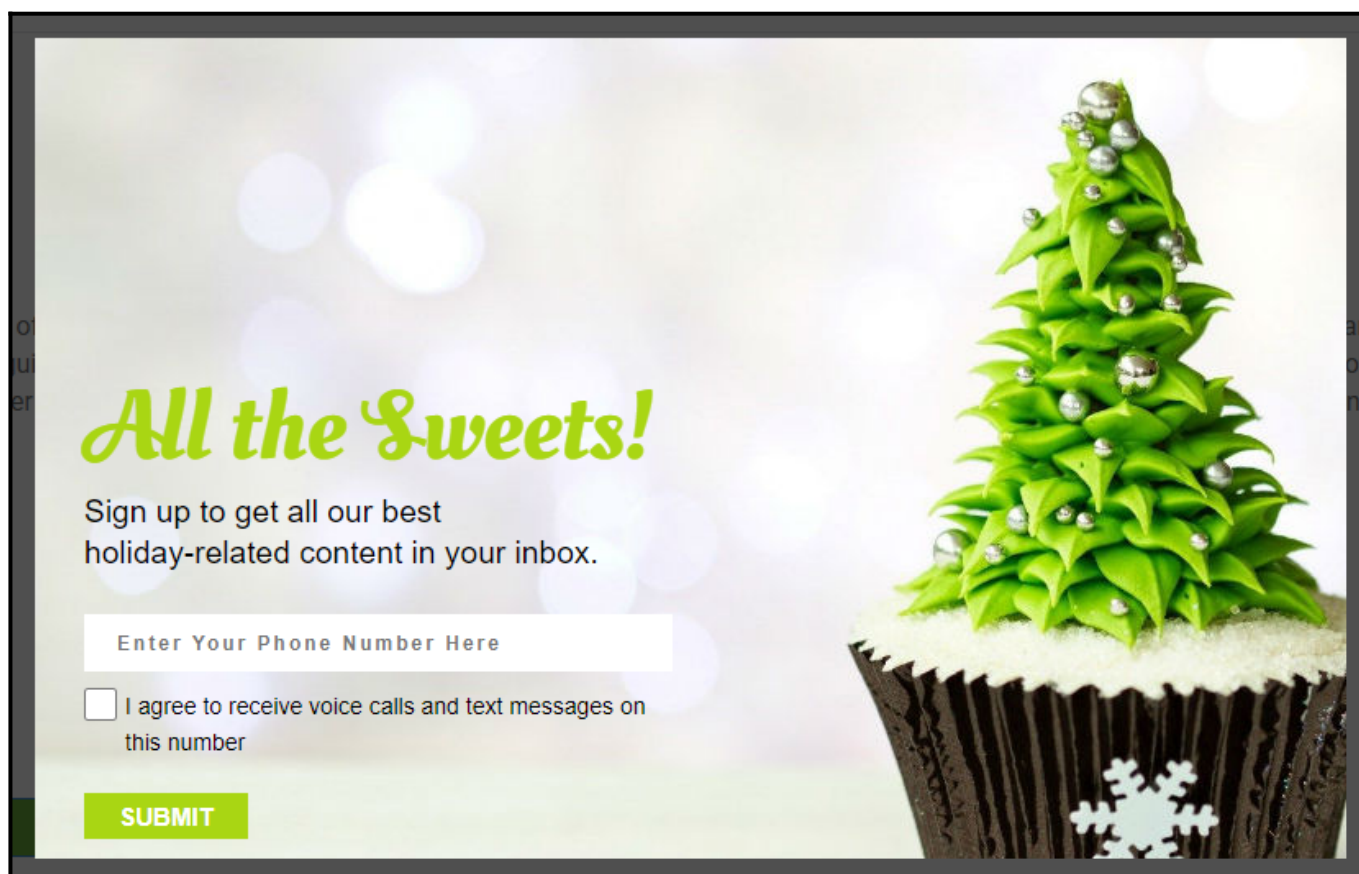 All the Sweets!
Sign up to get all our best
holiday-related content in your inbox.
Enter Your Phone Number Here
I agree to receive voice calls and text messages on
this number
SUBMIT